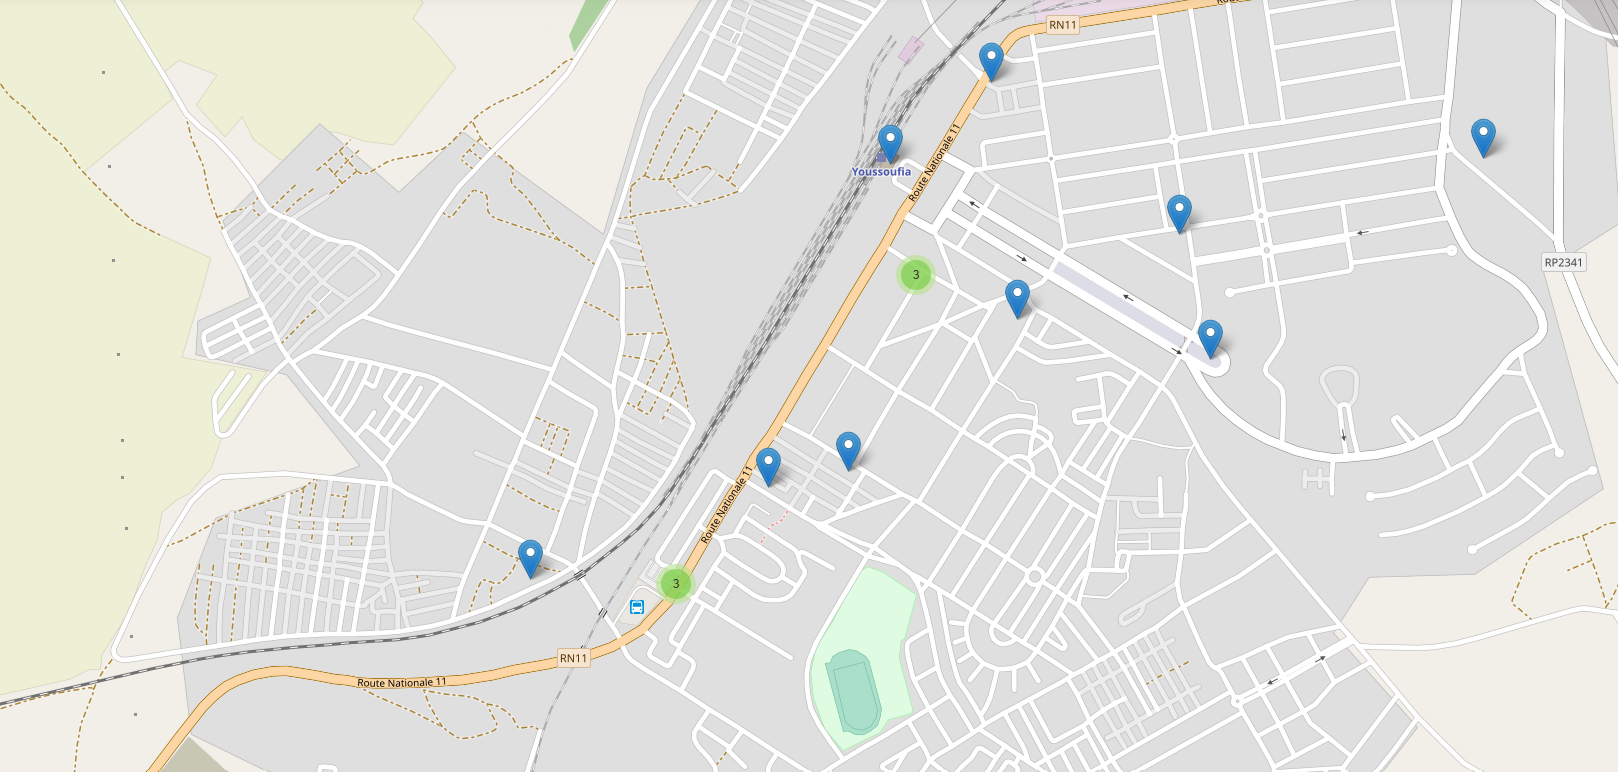 RN11
Route Nationale 11
Youssoufia
RP2341
3
3
Route Nationale 11
RN11
Route Nationale 11